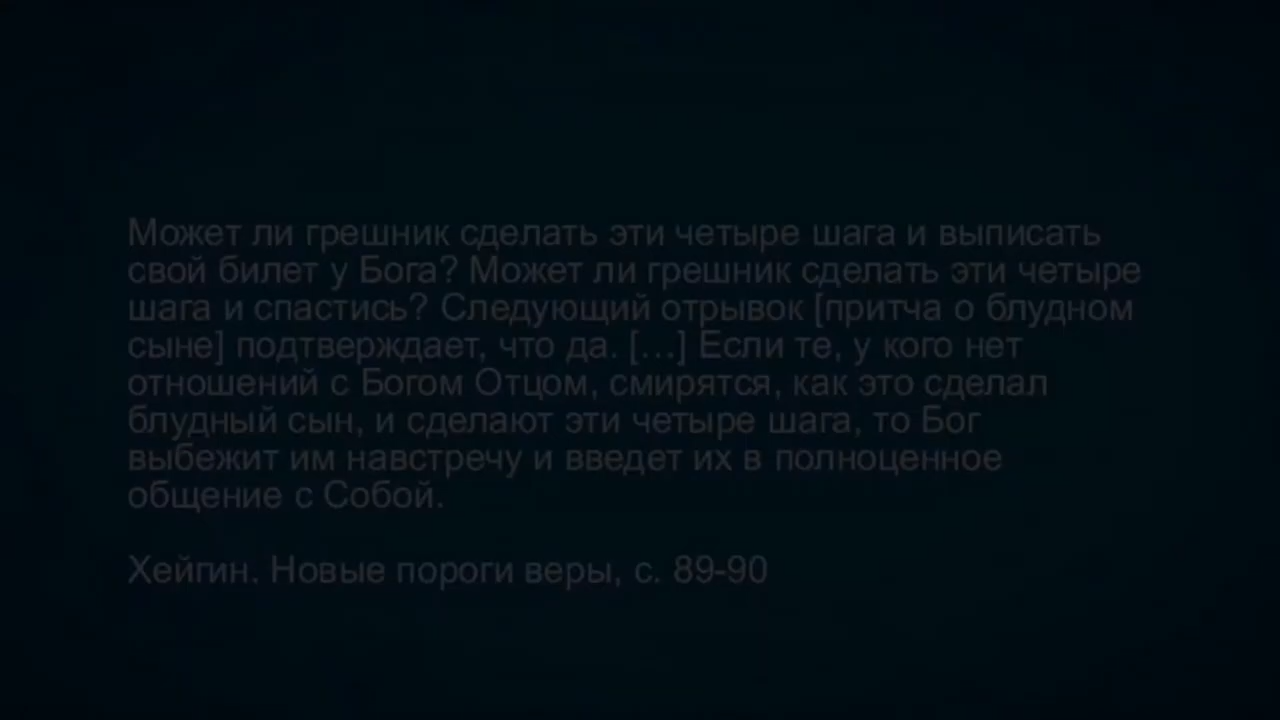 Может ли грешник сделать эти четыре шага и выписать
свой билет у Бога? Может ли грешник сделать эти четыре
шага и спастись? Следующий отрывок [притча о блудном
сыне] подтверждает, что да. […] Если те, у кого нет
отношений с Богом Отцом, смирятся, как это сделал
блудный сын, и сделают эти четыре шага, то Бог
выбежит им навстречу и введет их в полноценное
общение с Собой.
Хейгин. Новые пороги веры, с. 89-90